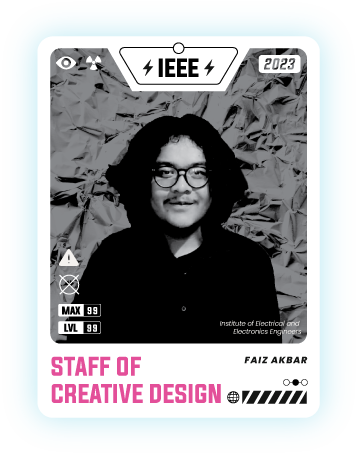 IEEE
2023
MAX 99
LVL 99
Institute of Electrical and
Electronics Engineers
STAFF OF
CREATIVE DESIGN
FAIZ AKBAR